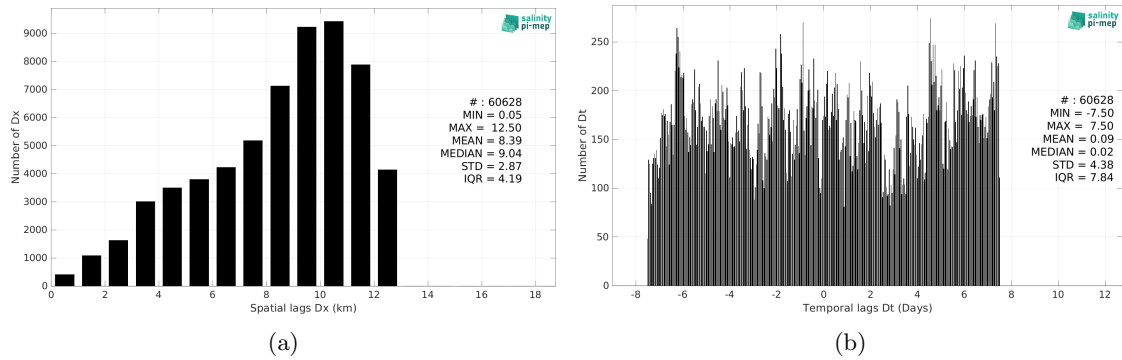 salinity
pi-mep
9000
8000
7000
6000
5000
4000
3000
2000
1000
0
Number of Dx
# : 60628
MIN = 0.05
MAX = 12.50
MEAN = 8.39
MEDIAN = 9.04
STD = 2.87
IQR = 4.19
0 2 4 6 8 10 12 14 16 18
Spatial lags Dx (km)
(a)
salinity
pi-mep
250
200
150
100
50
0
Number of Dt
# : 60628
MIN = -7.50
MAX = 7.50
MEAN = 0.09
MEDIAN = 0.02
STD = 4.38
IQR = 7.84
-8 -6 -4 -2 0 2 4 6 8 10 12
Temporal lags Dt (Days)
(b)